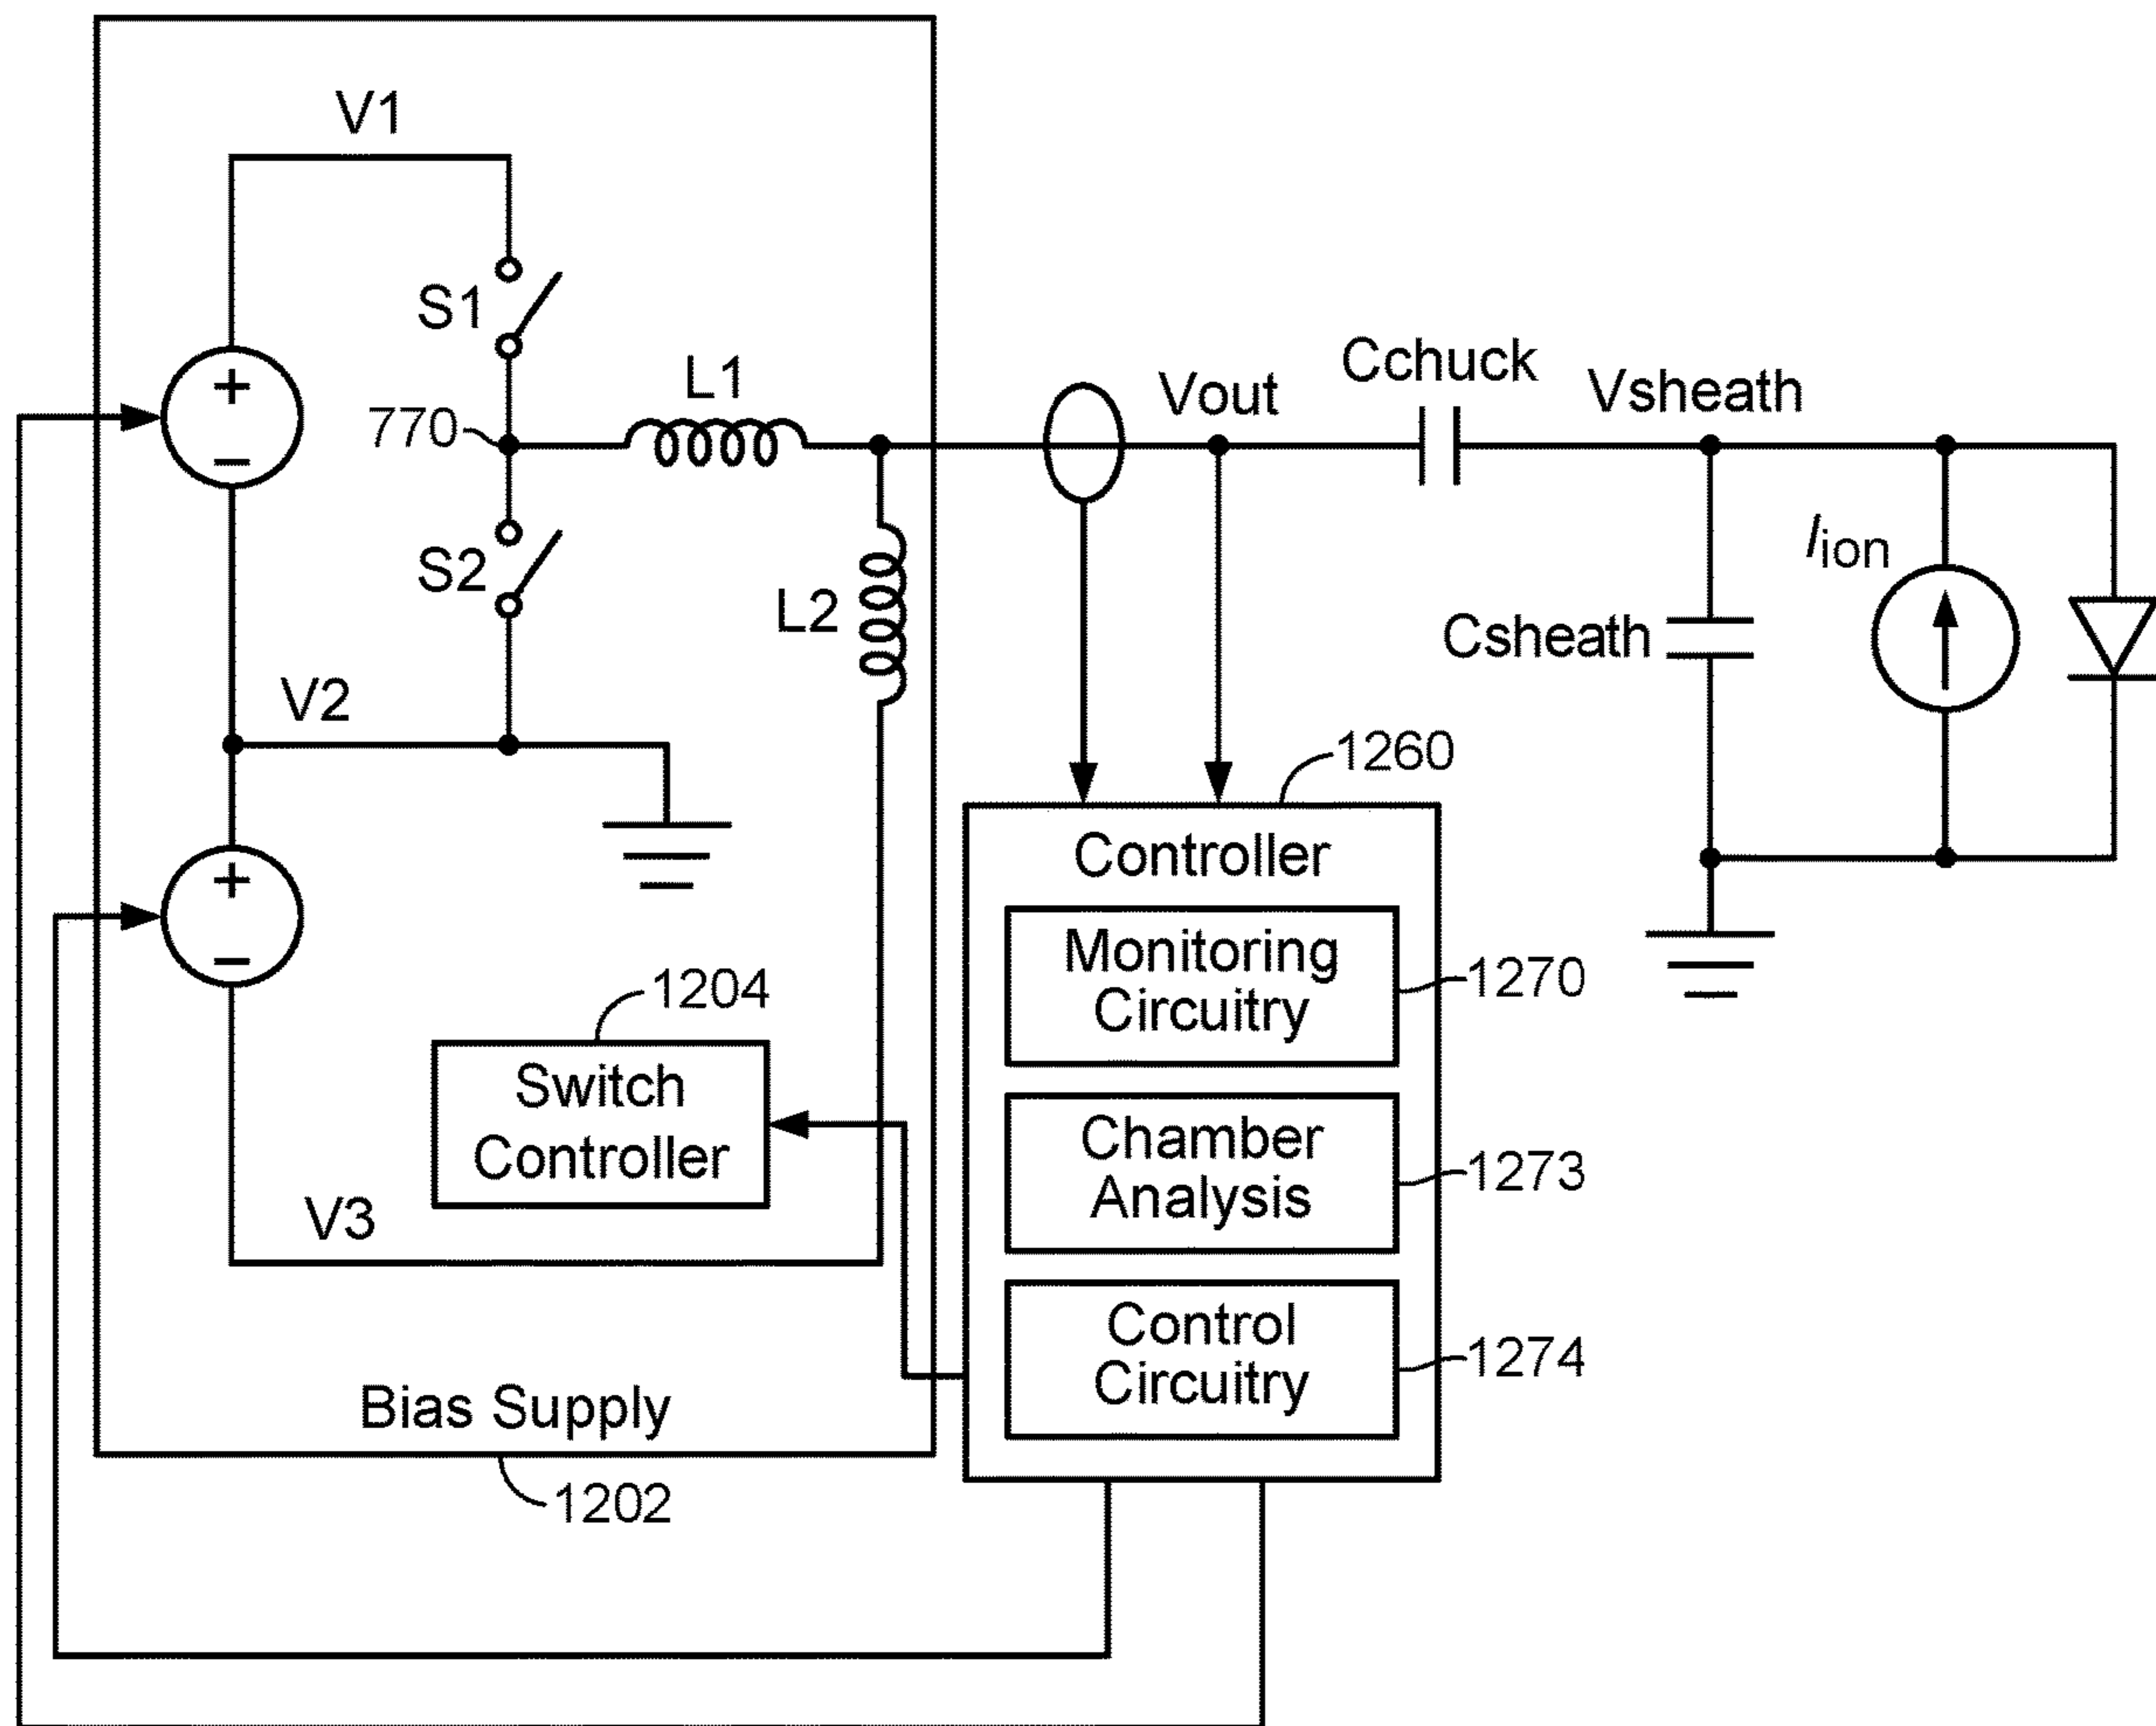 V1
+
−
S1
770
L1
Vout
Cchuck
Vsheath
S2
L2
Iion
Csheath
V2
+
−
1260
Controller
Monitoring
Circuitry
1270
1204
Switch
Controller
Chamber
Analysis
1273
V3
Control
Circuitry
1274
Bias Supply
1202